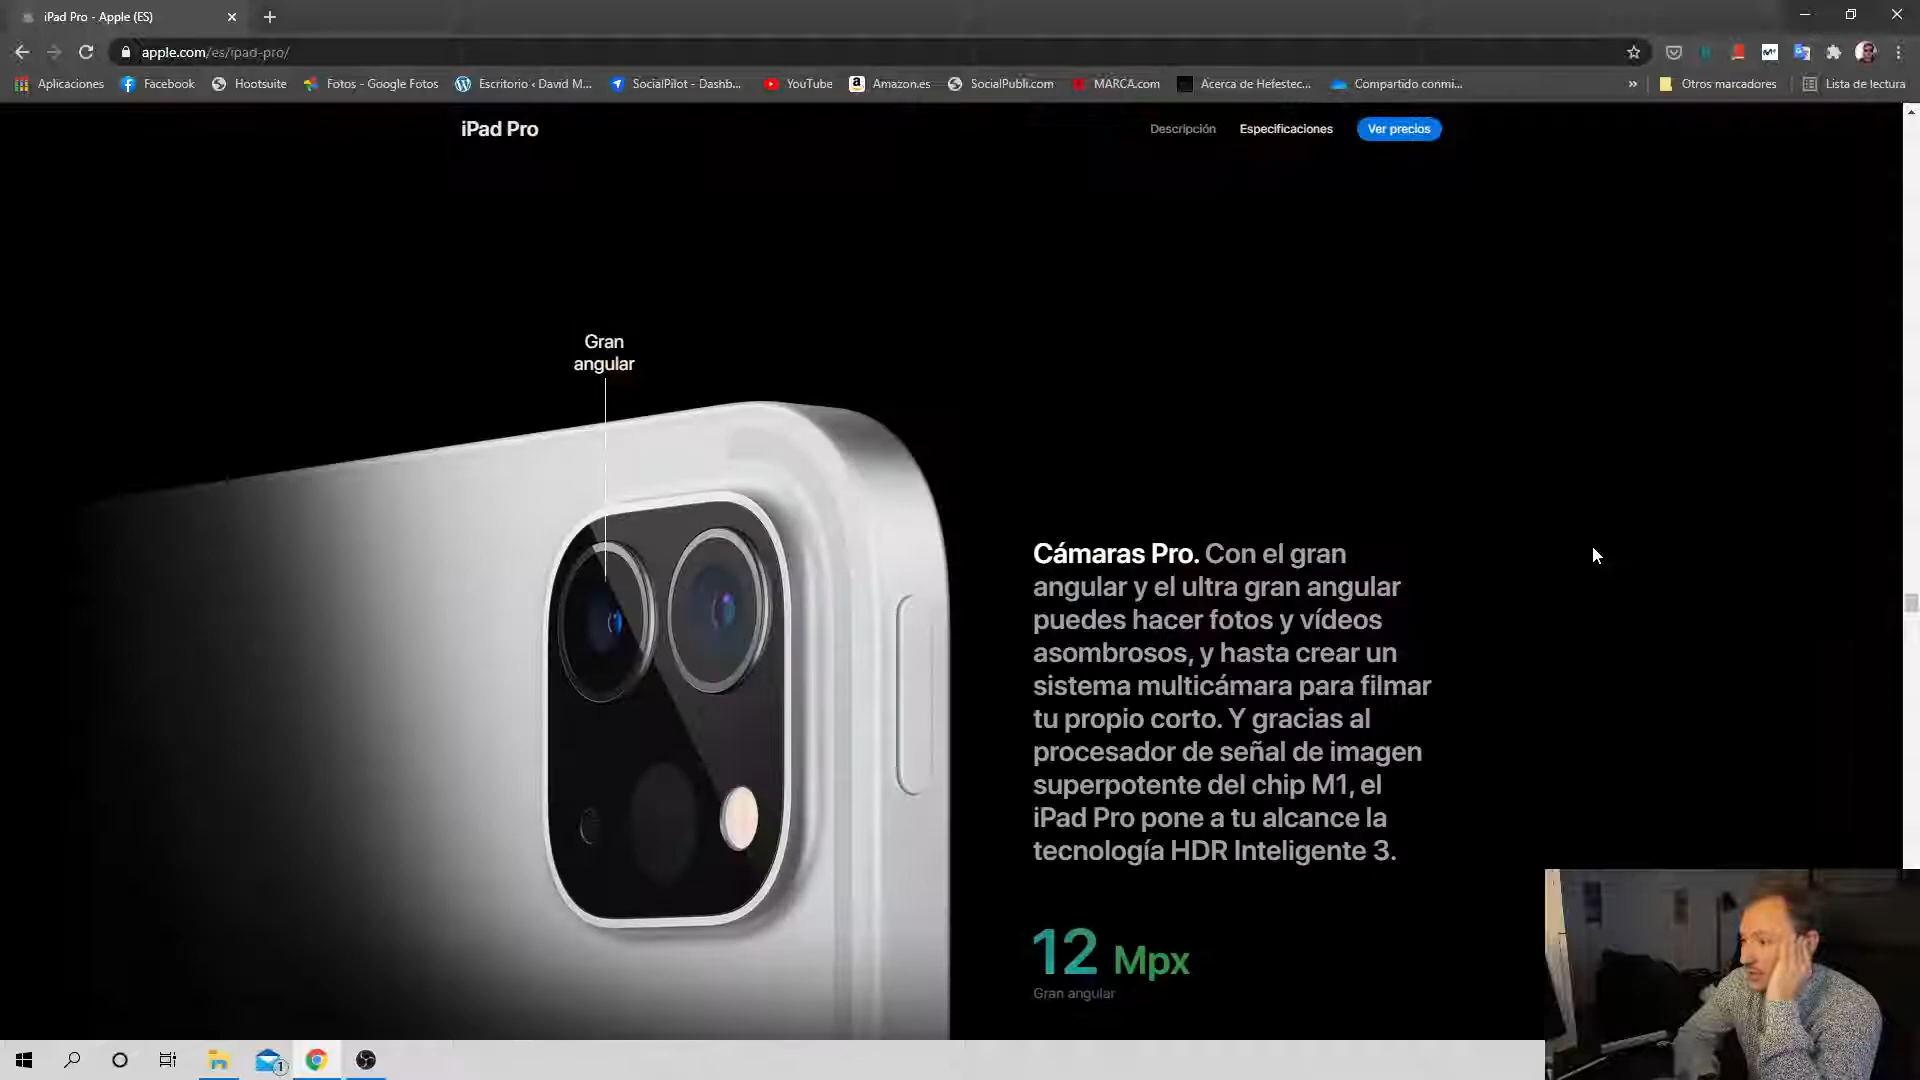 iPad Pro - Apple (ES)
apple.com/es/ipad-pro/
Aplicaciones Facebook Hootsuite Fotos - Google Fotos Escritorio ‹ David M... SocialPilot - Dashb... YouTube Amazon.es SocialPubli.com MARCA.com Acerca de Hefestec... Compartido conmi... » Otros marcadores Lista de lectura
iPad Pro Descripción Especificaciones Ver precios
Gran
angular
Cámaras Pro. Con el gran
angular y el ultra gran angular
puedes hacer fotos y vídeos
asombrosos, y hasta crear un
sistema multicámara para filmar
tu propio corto. Y gracias al
procesador de señal de imagen
superpotente del chip M1, el
iPad Pro pone a tu alcance la
tecnología HDR Inteligente 3.
12 Mpx
Gran angular
1